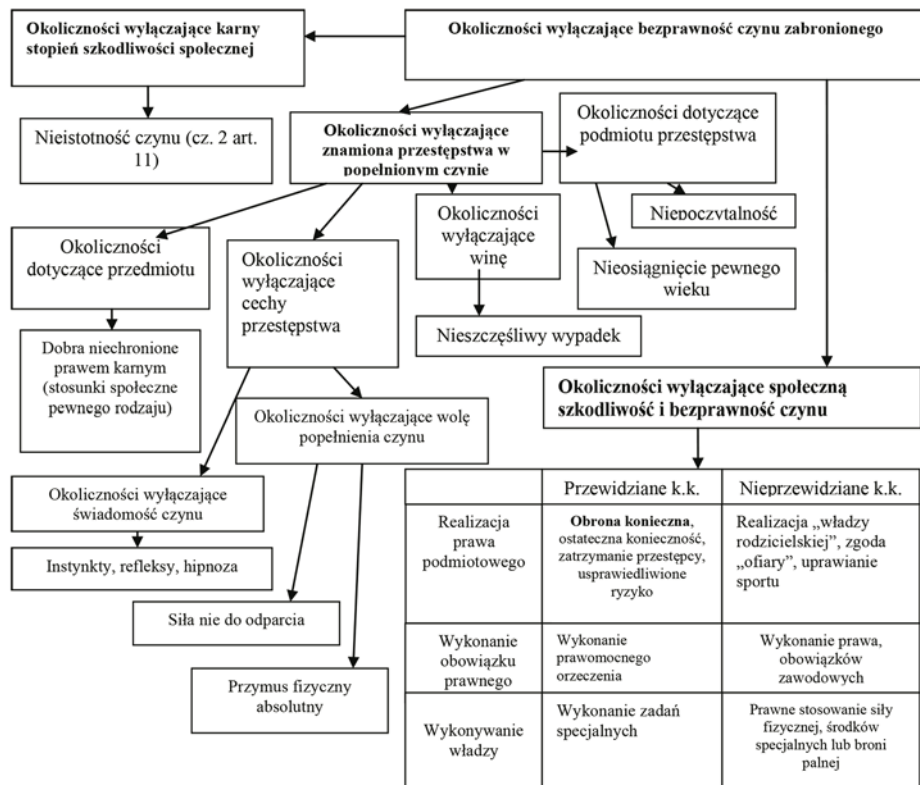 Okoliczności wyłączające karny
stopień szkodliwości społecznej
Okoliczności wyłączające bezprawność czynu zabronionego
Nieistotność czynu (cz. 2 art.
11)
Okoliczności wyłączające
znamiona przestępstwa w
popełnionym czynie
Okoliczności dotyczące
podmiotu przestępstwa
Niepoczytalność
Nieosiągnięcie pewnego
wieku
Okoliczności
dotyczące przedmiotu
Okoliczności
wyłączające
cechy
przestępstwa
Okoliczności
wyłączające
winę
Nieszczęśliwy wypadek
Dobra niechronione
prawem karnym
(stosunki społeczne
pewnego rodzaju)
Okoliczności wyłączające wolę
popełnienia czynu
Okoliczności wyłączające społeczną
szkodliwość i bezprawność czynu
Okoliczności wyłączające
świadomość czynu
Instynkty, refleksy, hipnoza
Siła nie do odparcia
Przymus fizyczny
absolutny
Przewidziane k.k.
Nieprzewidziane k.k.
Realizacja
prawa
podmiotowego
Obrona konieczna,
ostateczna konieczność,
zatrzymanie przestępcy,
usprawiedliwione
ryzyko
Realizacja „władzy
rodzicielskiej”, zgoda
„ofiary”, uprawianie
sportu
Wykonanie
obowiązku
prawnego
Wykonanie
prawomocnego
orzeczenia
Wykonanie prawa,
obowiązków
zawodowych
Wykonywanie
władzy
Wykonanie zadań
specjalnych
Prawne stosowanie siły
fizycznej, środków
specjalnych lub broni
palnej